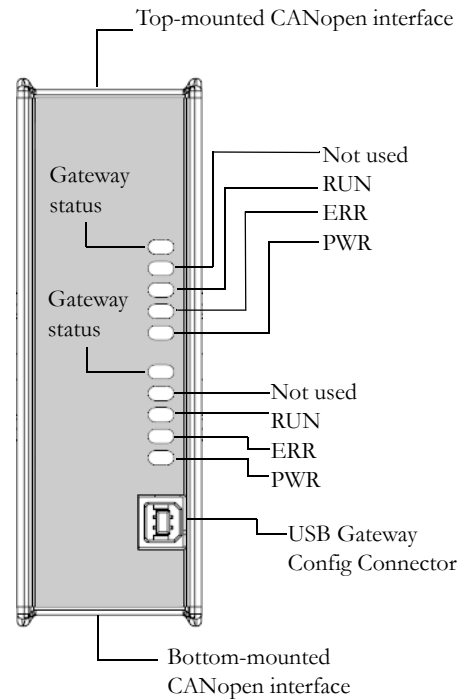 Top-mounted CANopen interface
Not used
RUN
ERR
PWR
Gateway
status
Gateway
status
Not used
RUN
ERR
PWR
USB Gateway
Config Connector
Bottom-mounted
CANopen interface